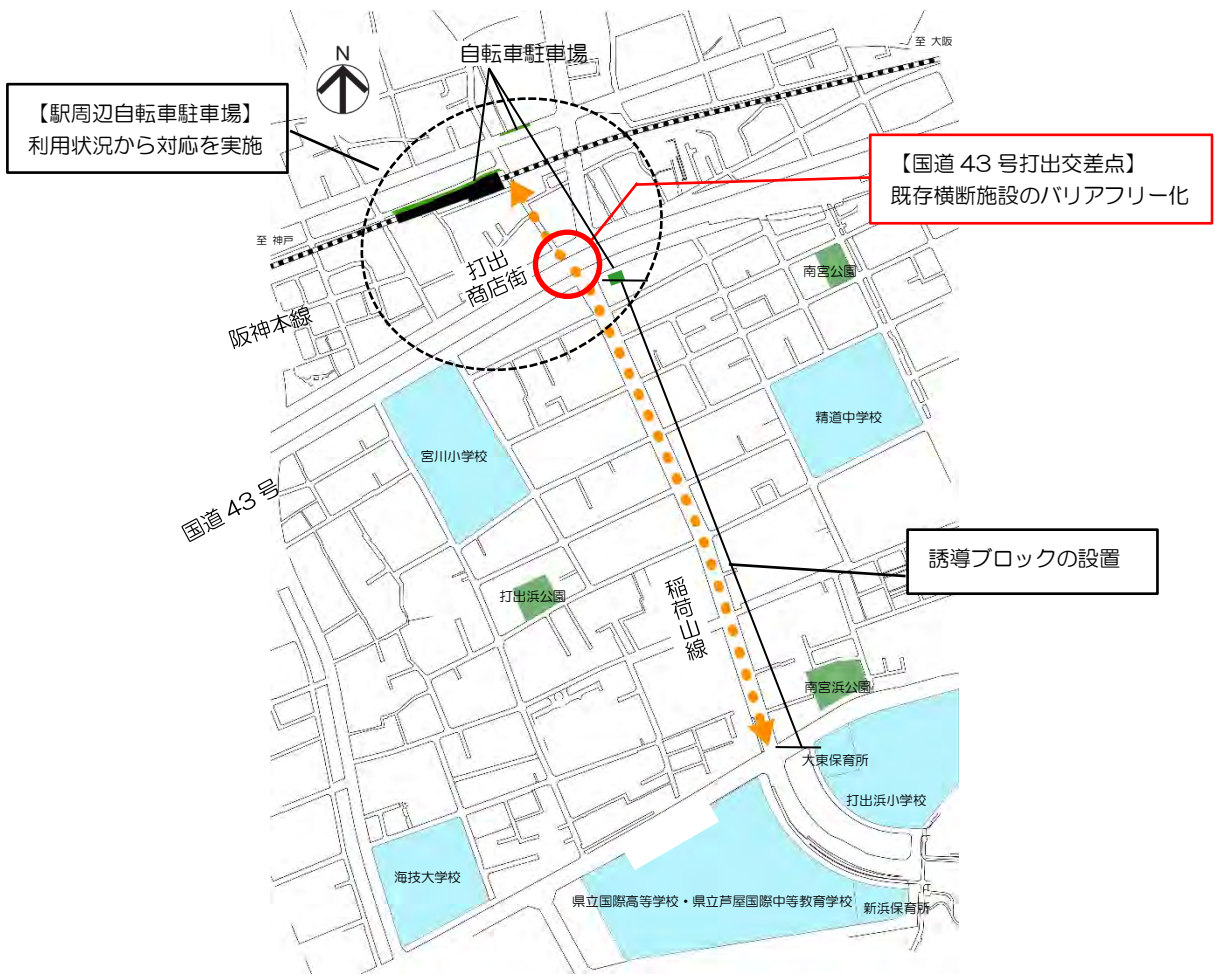 至 大阪
N
自転車駐車場
【駅周辺自転車駐車場】
利用状況から対応を実施
【国道 43 号打出交差点】
既存横断施設のバリアフリー化
至 神戸
打出
商店街
南宮公園
阪神本線
精道中学校
宮川小学校
国道 43 号
誘導ブロックの設置
打出浜公園
稲荷山線
南宮浜公園
大東保育所
打出浜小学校
海技大学校
県立国際高等学校・県立芦屋国際中等教育学校
新浜保育所